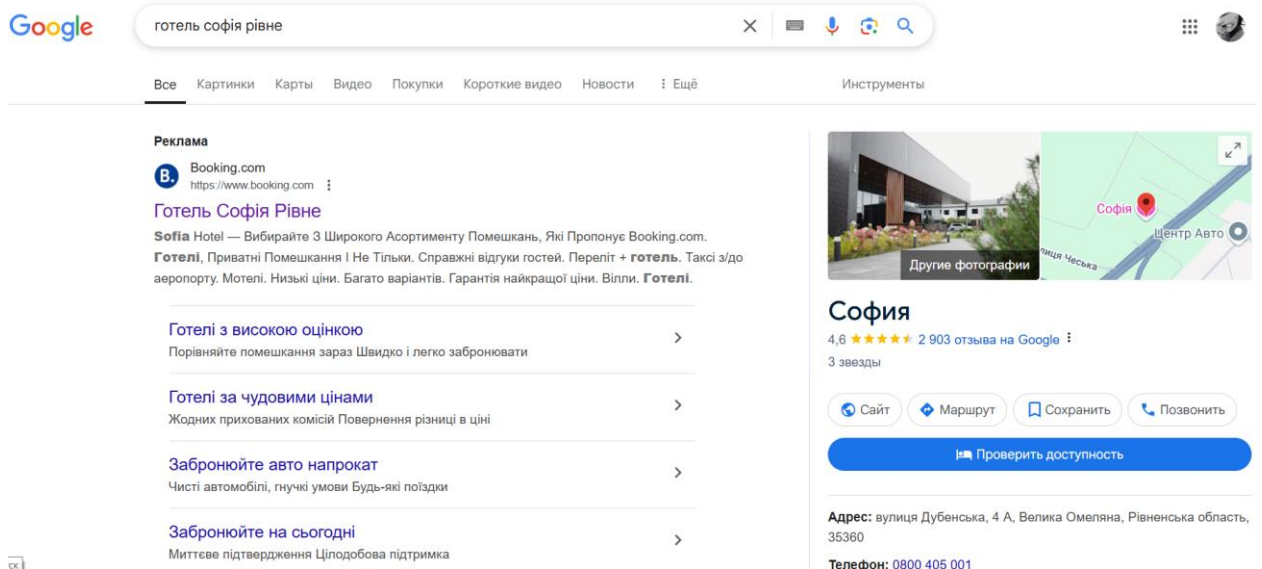 Google
готель софія рівне
Все Картинки Карты Видео Покупки Короткие видео Новости Ещё Инструменты
Реклама
B. Booking.com
https://www.booking.com
Готель Софія Рівне
Sofia Hotel — Вибирайте З Широкого Асортименту Помешкань, Які Пропонує Booking.com.
Готелі, Приватні Помешкання І Не Тільки. Справжні відгуки гостей. Переліт + готель. Таксі з/до
аеропорту. Мотелі. Низькі ціни. Багато варіантів. Гарантія найкращої ціни. Вілли. Готелі.
Готелі з високою оцінкою
Порівняйте помешкання зараз Швидко і легко забронювати
Готелі за чудовими цінами
Жодних прихованих комісій Повернення різниці в ціні
Забронюйте авто напрокат
Чисті автомобілі, гнучкі умови Будь-які поїздки
Забронюйте на сьогодні
Миттєве підтвердження Цілодобова підтримка
Другие фотографии
Софія
Центр Авто
лиця Чеська
София
4,6 2 903 отзыва на Google
3 звезды
Сайт Маршрут Сохранить Позвонить
Проверить доступность
Адрес: вулиця Дубенська, 4 А, Велика Омеляна, Рівненська область,
35360
Телефон: 0800 405 001